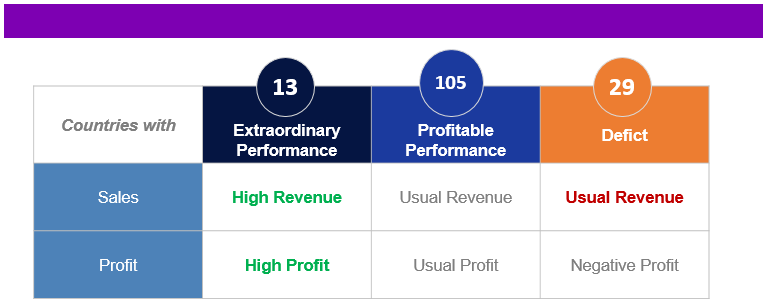 13
105
29
Countries with
Extraordinary
Performance
Profitable
Performance
Defict
Sales
High Revenue
Usual Revenue
Usual Revenue
Profit
High Profit
Usual Profit
Negative Profit